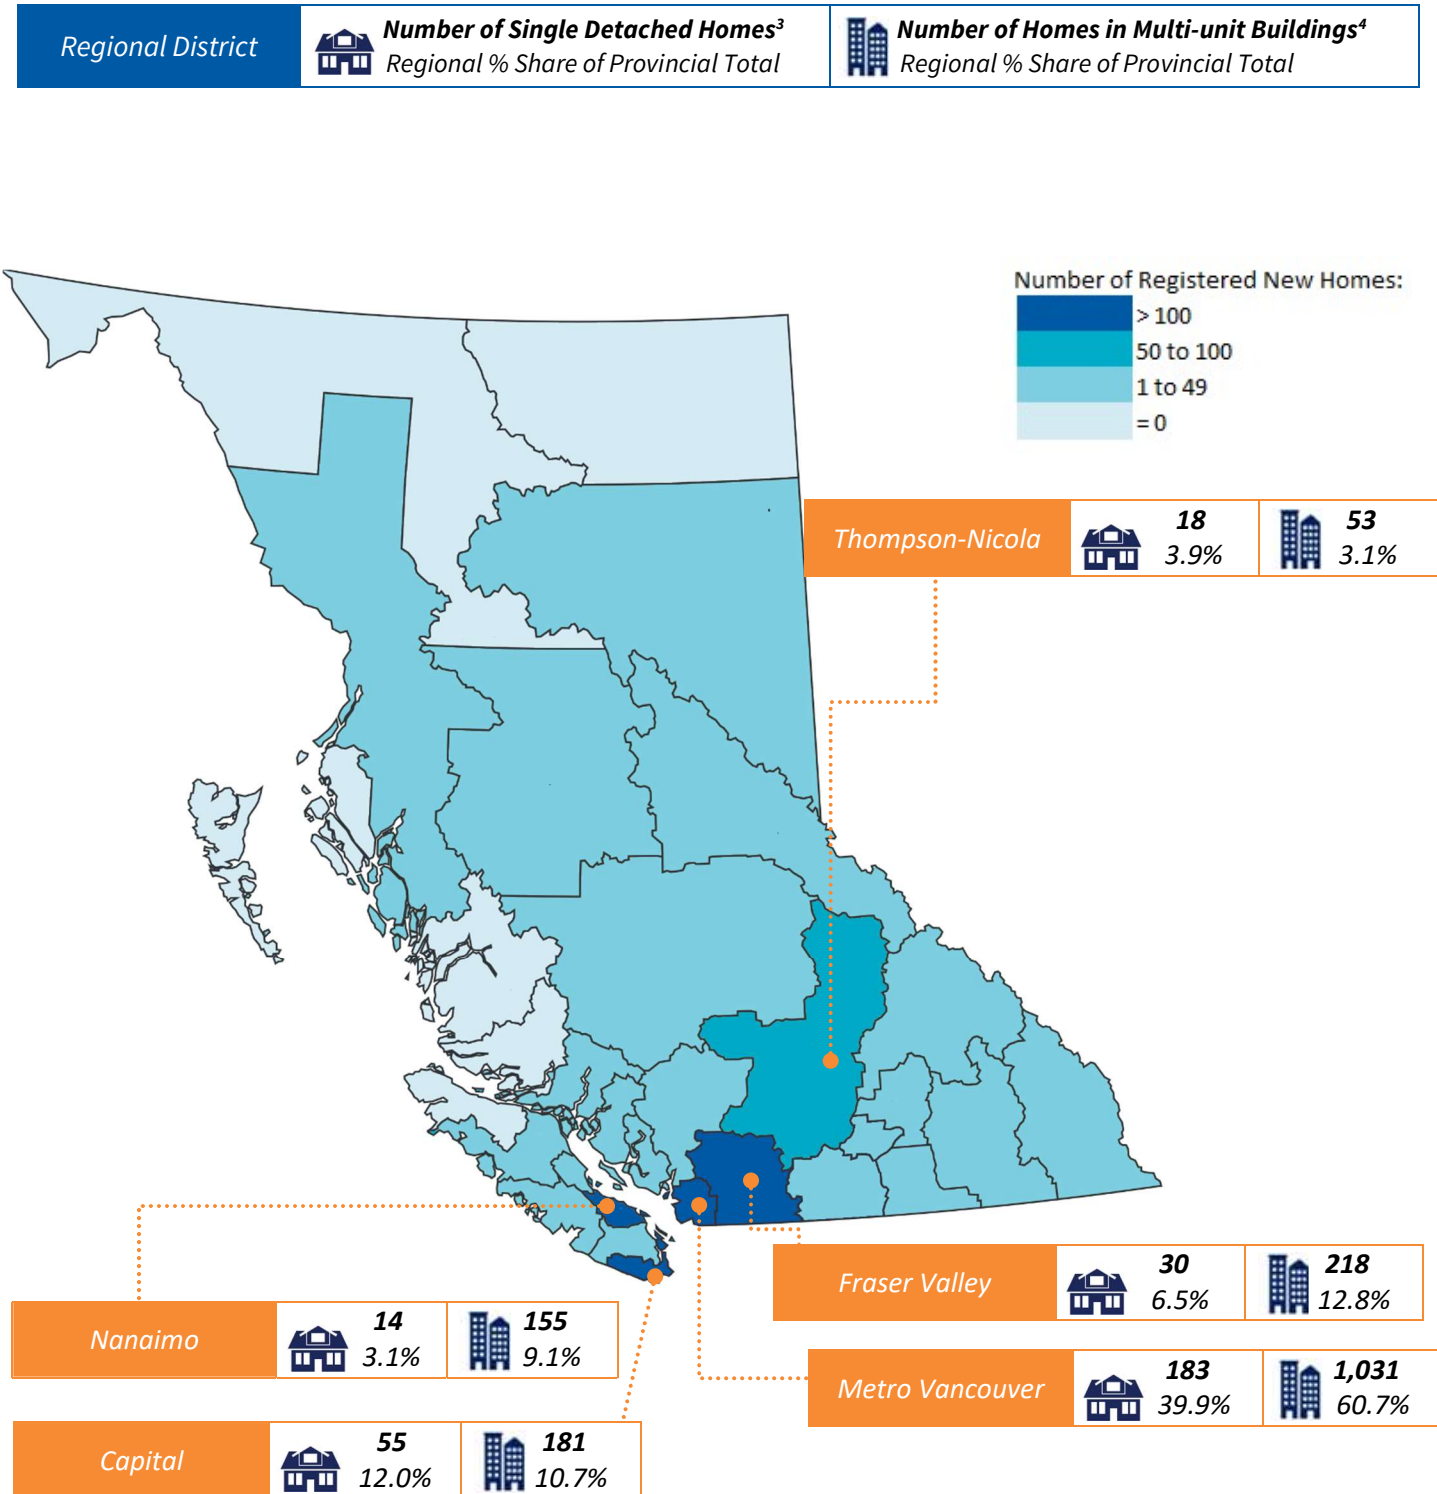 Regional District
Number of Single Detached Homes³
Regional % Share of Provincial Total
Number of Homes in Multi-unit Buildings⁴
Regional % Share of Provincial Total
Number of Registered New Homes:
> 100
50 to 100
1 to 49
= 0
Thompson-Nicola
18
3.9%
53
3.1%
Fraser Valley
30
6.5%
218
12.8%
Nanaimo
14
3.1%
155
9.1%
Metro Vancouver
183
39.9%
1,031
60.7%
Capital
55
12.0%
181
10.7%